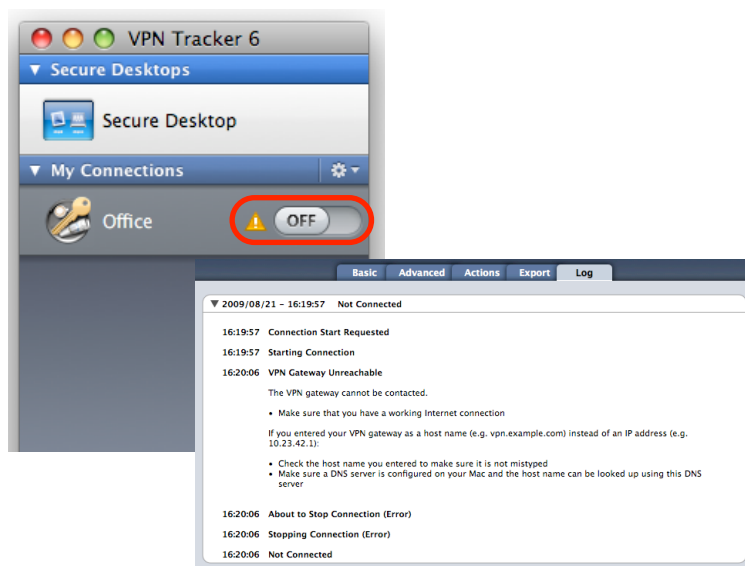 VPN Tracker 6
Secure Desktops
Secure Desktop
My Connections
Office
OFF
Basic Advanced Actions Export Log
2009/08/21 – 16:19:57 Not Connected
16:19:57 Connection Start Requested
16:19:57 Starting Connection
16:20:06 VPN Gateway Unreachable
The VPN gateway cannot be contacted.
• Make sure that you have a working Internet connection
If you entered your VPN gateway as a host name (e.g. vpn.example.com) instead of an IP address (e.g.
10.23.42.1):
• Check the host name you entered to make sure it is not mistyped
• Make sure a DNS server is configured on your Mac and the host name can be looked up using this DNS
server
16:20:06 About to Stop Connection (Error)
16:20:06 Stopping Connection (Error)
16:20:06 Not Connected